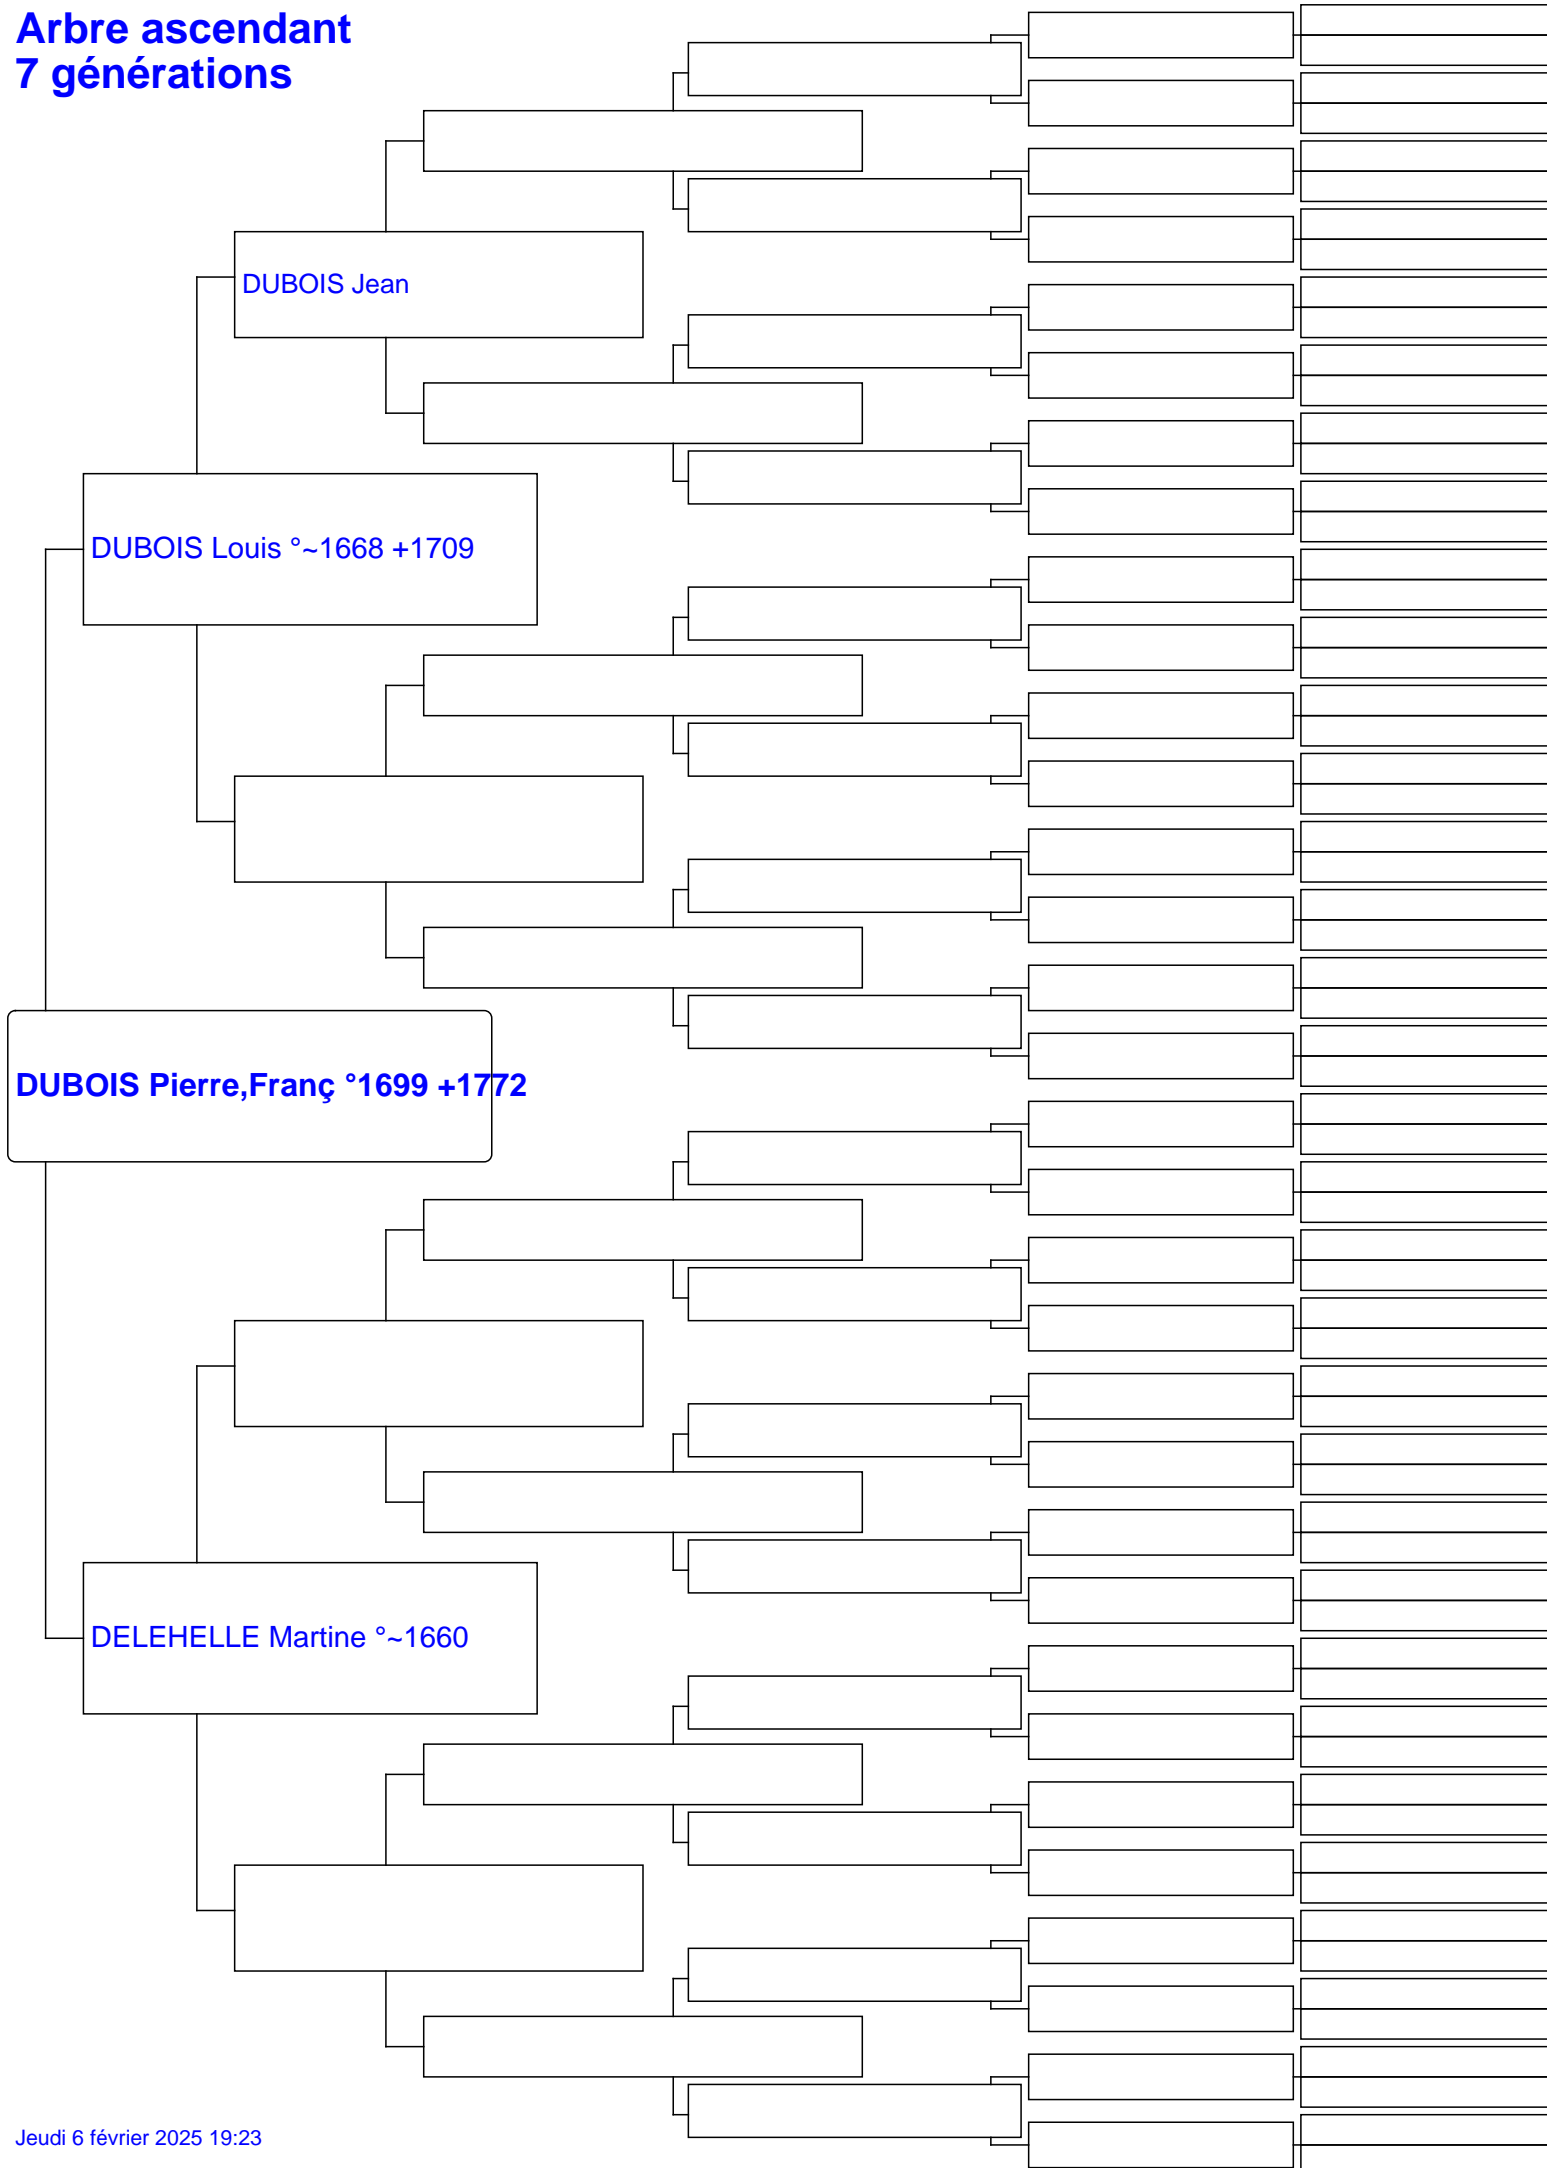 Arbre ascendant
7 générations
DUBOIS Jean
DUBOIS Louis °~1668 +1709
DUBOIS Pierre,Franç °1699 +1772
DELEHELLE Martine °~1660
Jeudi 6 février 2025 19:23